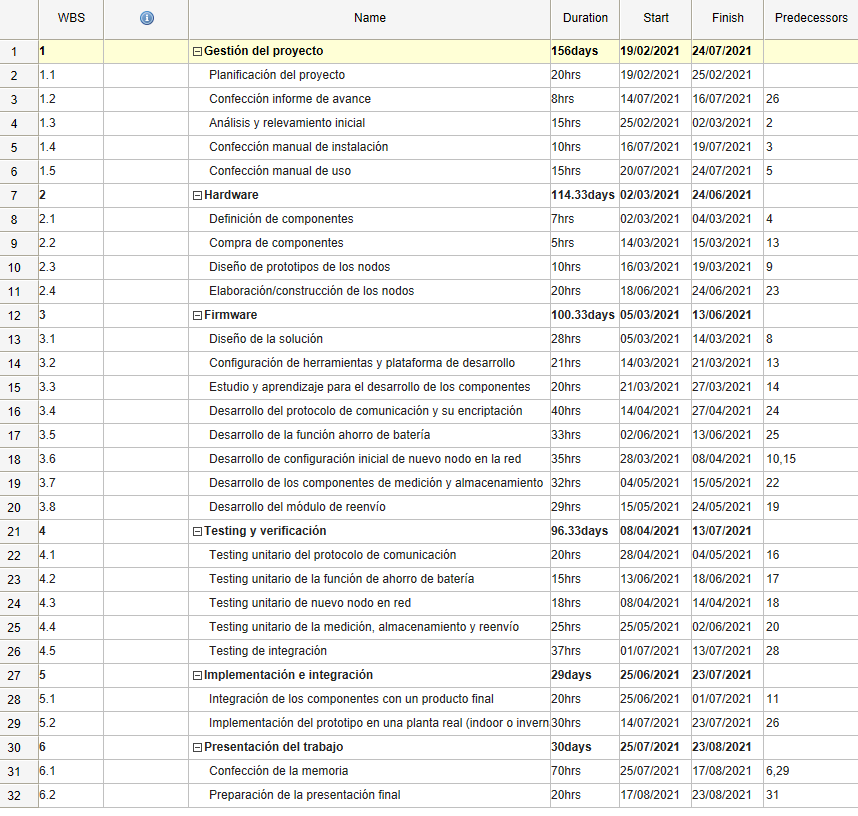 WBS Name Duration Start Finish Predecessors
1 1 Gestión del proyecto 156days 19/02/2021 24/07/2021
2 1.1 Planificación del proyecto 20hrs 19/02/2021 25/02/2021
3 1.2 Confección informe de avance 8hrs 14/07/2021 16/07/2021 26
4 1.3 Análisis y relevamiento inicial 15hrs 25/02/2021 02/03/2021 2
5 1.4 Confección manual de instalación 10hrs 16/07/2021 19/07/2021 3
6 1.5 Confección manual de uso 15hrs 20/07/2021 24/07/2021 5
7 2 Hardware 114.33days 02/03/2021 24/06/2021
8 2.1 Definición de componentes 7hrs 02/03/2021 04/03/2021 4
9 2.2 Compra de componentes 5hrs 14/03/2021 15/03/2021 13
10 2.3 Diseño de prototipos de los nodos 10hrs 16/03/2021 19/03/2021 9
11 2.4 Elaboración/construcción de los nodos 20hrs 18/06/2021 24/06/2021 23
12 3 Firmware 100.33days 05/03/2021 13/06/2021
13 3.1 Diseño de la solución 28hrs 05/03/2021 14/03/2021 8
14 3.2 Configuración de herramientas y plataforma de desarrollo 21hrs 14/03/2021 21/03/2021 13
15 3.3 Estudio y aprendizaje para el desarrollo de los componentes 20hrs 21/03/2021 27/03/2021 14
16 3.4 Desarrollo del protocolo de comunicación y su encriptación 40hrs 14/04/2021 27/04/2021 24
17 3.5 Desarrollo de la función ahorro de batería 33hrs 02/06/2021 13/06/2021 25
18 3.6 Desarrollo de configuración inicial de nuevo nodo en la red 35hrs 28/03/2021 08/04/2021 10,15
19 3.7 Desarrollo de los componentes de medición y almacenamiento 32hrs 04/05/2021 15/05/2021 22
20 3.8 Desarrollo del módulo de reenvío 29hrs 15/05/2021 24/05/2021 19
21 4 Testing y verificación 96.33days 08/04/2021 13/07/2021
22 4.1 Testing unitario del protocolo de comunicación 20hrs 28/04/2021 04/05/2021 16
23 4.2 Testing unitario de la función de ahorro de batería 15hrs 13/06/2021 18/06/2021 17
24 4.3 Testing unitario de nuevo nodo en red 18hrs 08/04/2021 14/04/2021 18
25 4.4 Testing unitario de la medición, almacenamiento y reenvío 25hrs 25/05/2021 02/06/2021 20
26 4.5 Testing de integración 37hrs 01/07/2021 13/07/2021 28
27 5 Implementación e integración 29days 25/06/2021 23/07/2021
28 5.1 Integración de los componentes con un producto final 20hrs 25/06/2021 01/07/2021 11
29 5.2 Implementación del prototipo en una planta real (indoor o invern 30hrs 14/07/2021 23/07/2021 26
30 6 Presentación del trabajo 30days 25/07/2021 23/08/2021
31 6.1 Confección de la memoria 70hrs 25/07/2021 17/08/2021 6,29
32 6.2 Preparación de la presentación final 20hrs 17/08/2021 23/08/2021 31